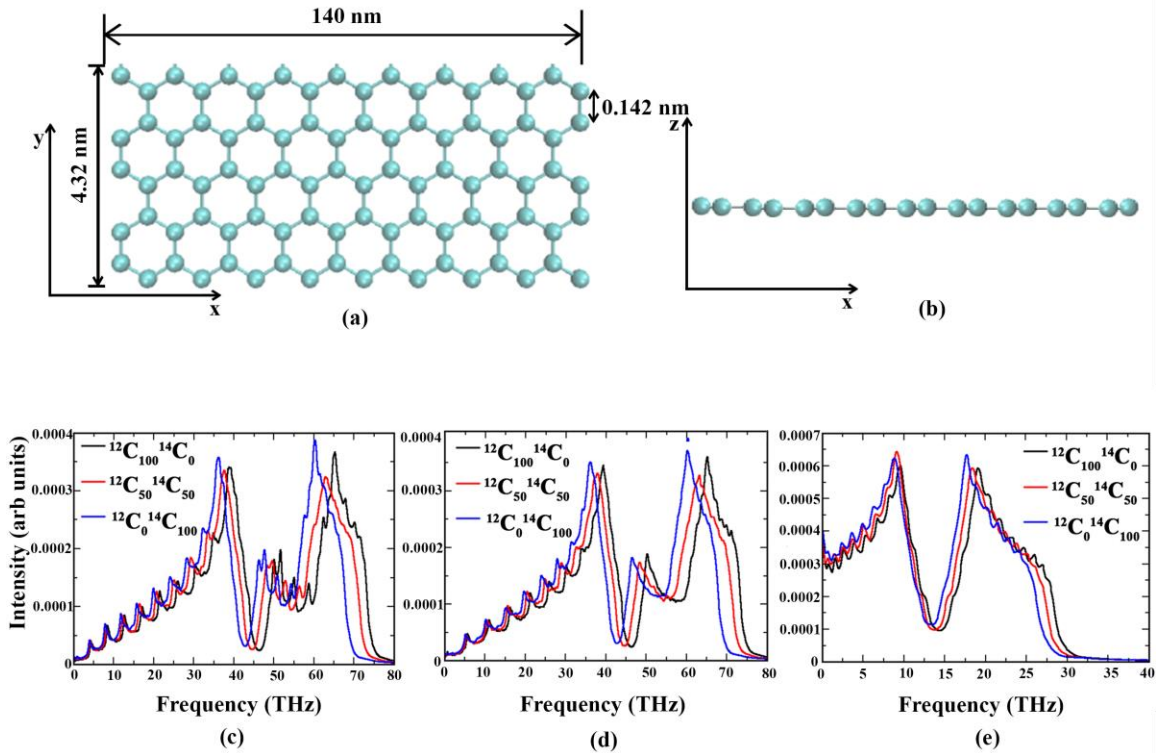 140 nm
0.142 nm
4.32 nm
y
x
(a)
z
x
(b)
Intensity (arb units)
0.0004
0.0003
0.0002
0.0001
0
¹²C₁₀₀¹⁴C₀
¹²C₅₀¹⁴C₅₀
¹²C₀¹⁴C₁₀₀
0 10 20 30 40 50 60 70 80
Frequency (THz)
(c)
0.0004
0.0003
0.0002
0.0001
0
¹²C₁₀₀¹⁴C₀
¹²C₅₀¹⁴C₅₀
¹²C₀¹⁴C₁₀₀
0 10 20 30 40 50 60 70 80
Frequency (THz)
(d)
0.0007
0.0006
0.0005
0.0004
0.0003
0.0002
0.0001
0
¹²C₁₀₀¹⁴C₀
¹²C₅₀¹⁴C₅₀
¹²C₀¹⁴C₁₀₀
0 5 10 15 20 25 30 35 40
Frequency (THz)
(e)